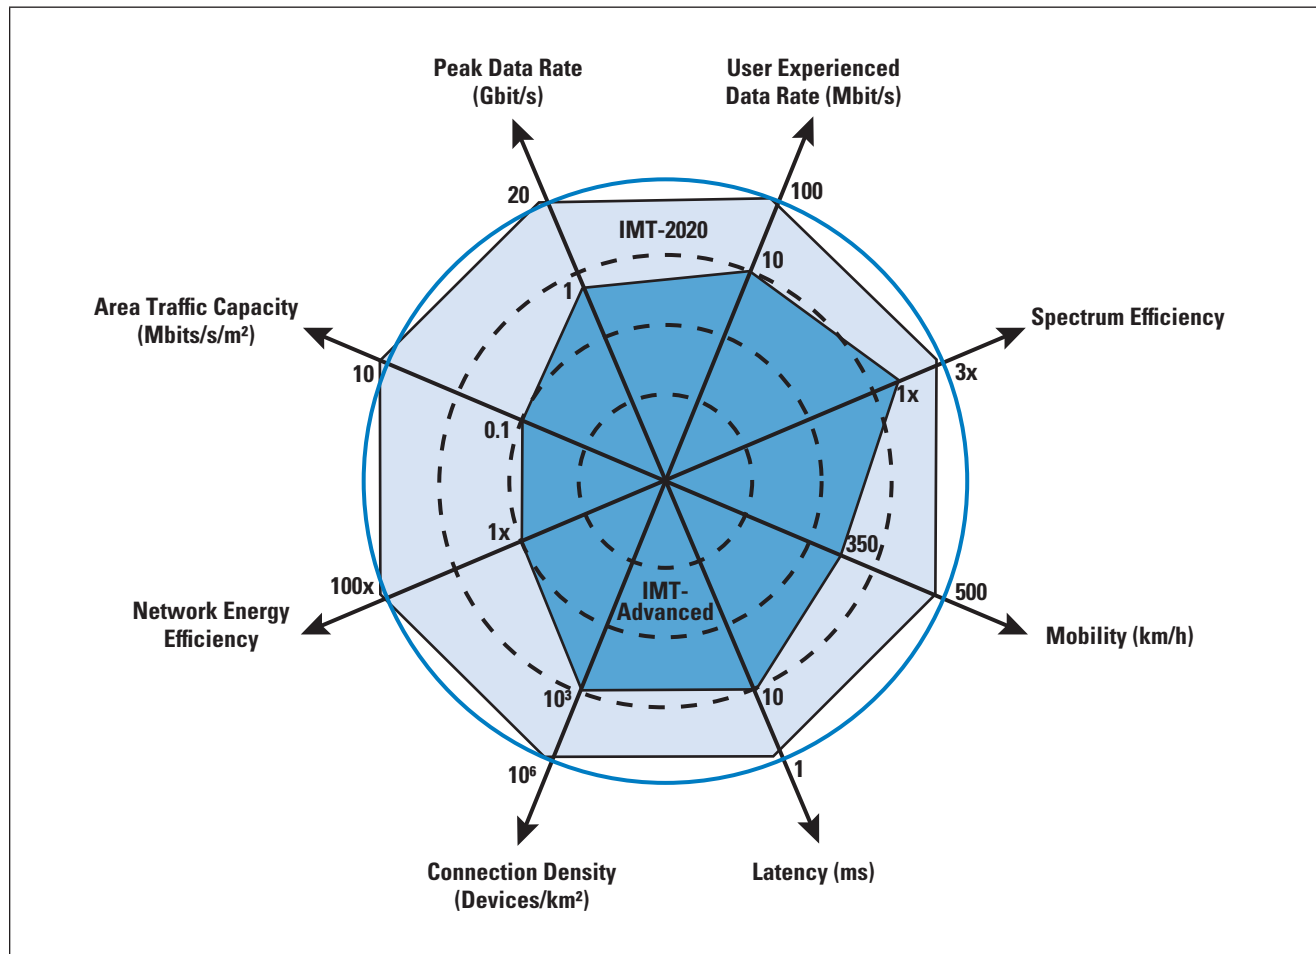 Peak Data Rate
(Gbit/s)
User Experienced
Data Rate (Mbit/s)
20
100
IMT-2020
10
1
Area Traffic Capacity
(Mbits/s/m²)
Spectrum Efficiency
10
3x
1x
0.1
1x
350
100x
500
IMT-
Advanced
Network Energy
Efficiency
Mobility (km/h)
10³
10
10⁶
1
Connection Density
(Devices/km²)
Latency (ms)